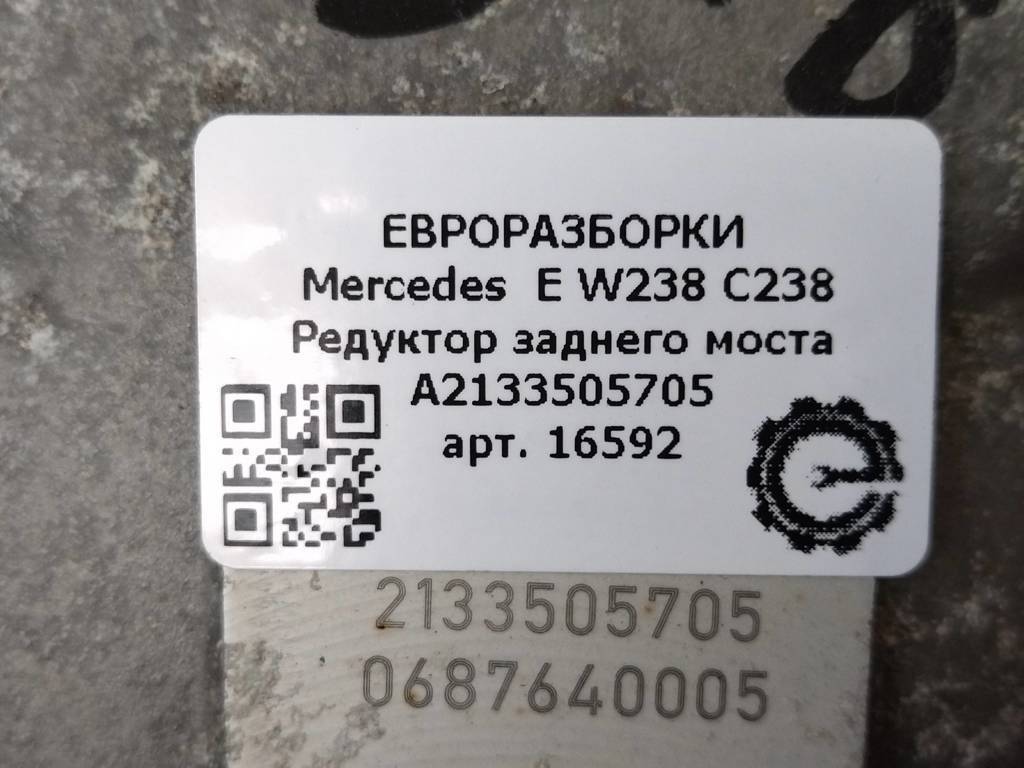 ЕВРОРАЗБОРКИ
Mercedes E W238 C238
Редуктор заднего моста
A2133505705
арт. 16592
2133505705
0687640005